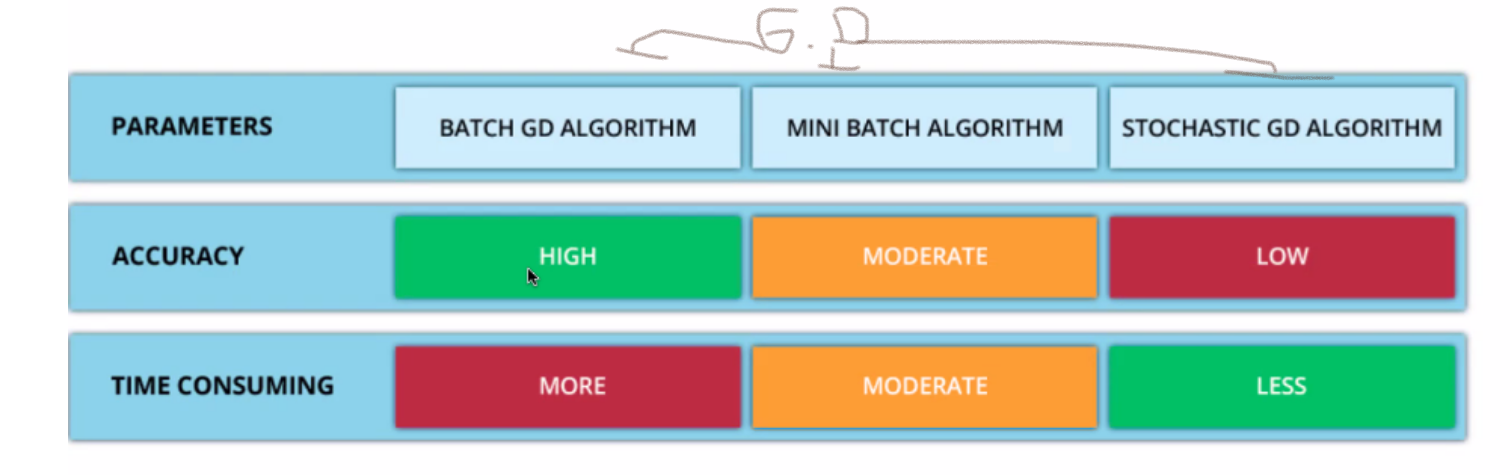 G.D
PARAMETERS BATCH GD ALGORITHM MINI BATCH ALGORITHM STOCHASTIC GD ALGORITHM
ACCURACY HIGH MODERATE LOW
TIME CONSUMING MORE MODERATE LESS